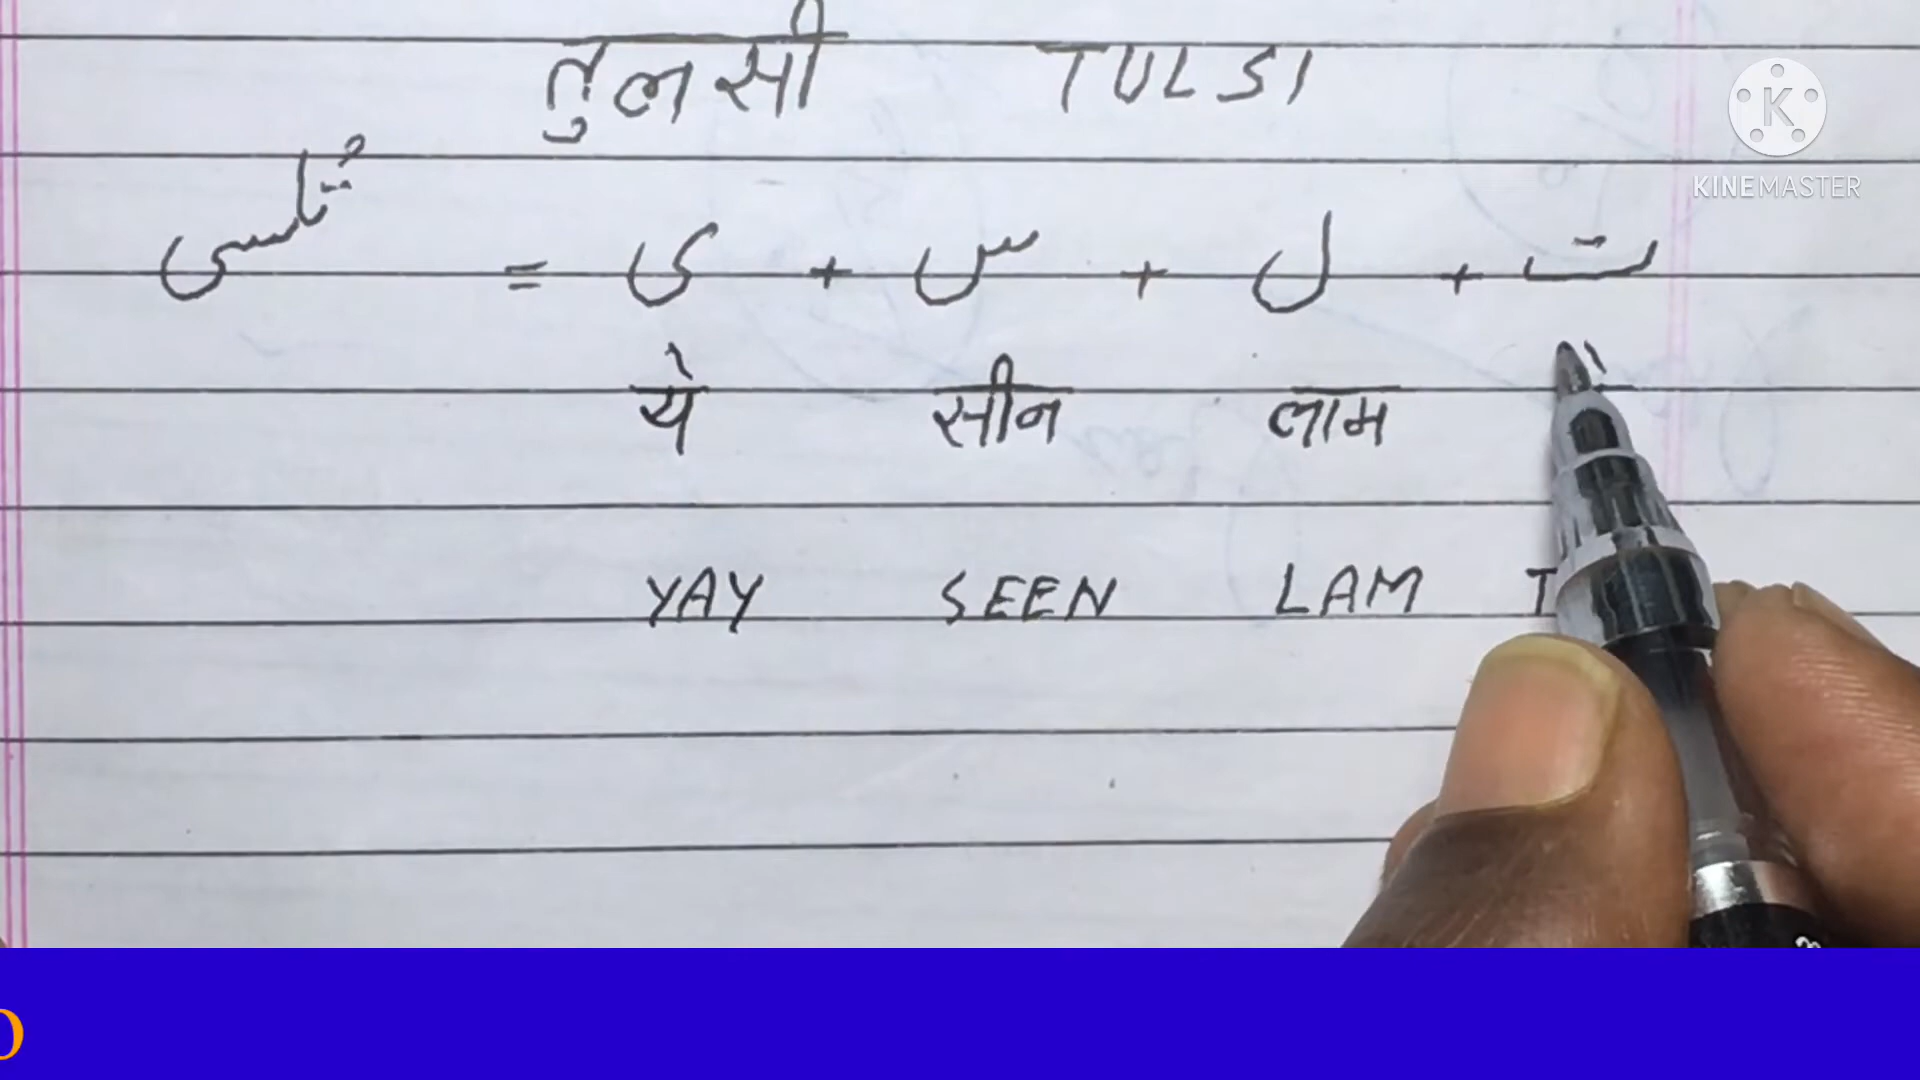 तुलसी TULSI
تُلسی = ی + س + ل + ت
ये सीन लाम
YAY SEEN LAM T
K
KINEMASTER